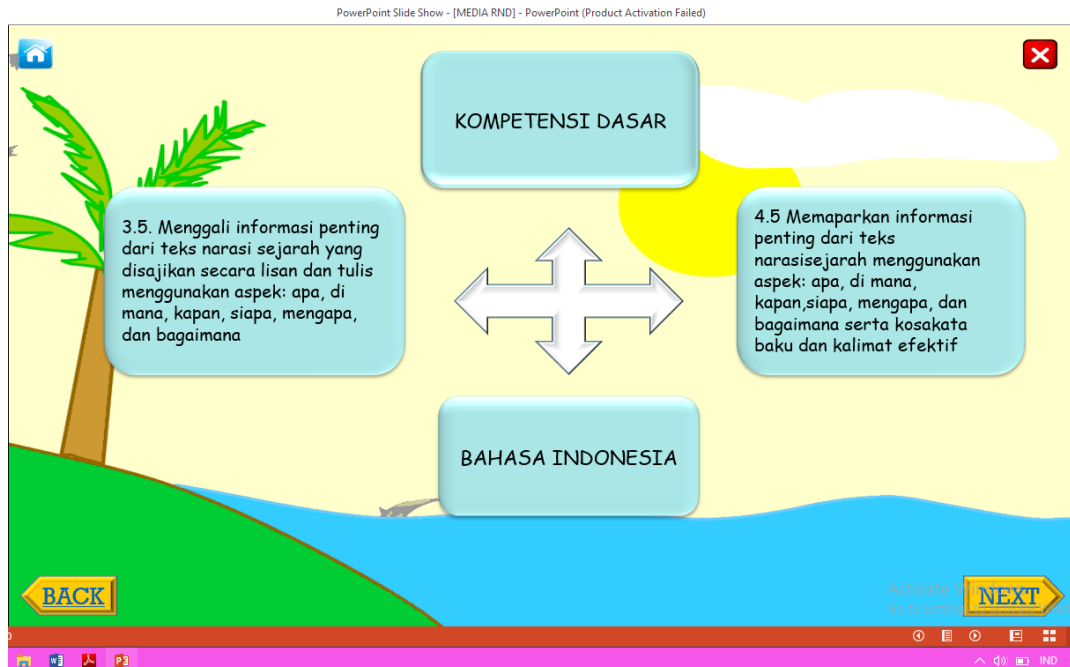 PowerPoint Slide Show - [MEDIA RND] - PowerPoint (Product Activation Failed)
KOMPETENSI DASAR
3.5. Menggali informasi penting
dari teks narasi sejarah yang
disajikan secara lisan dan tulis
menggunakan aspek: apa, di
mana, kapan, siapa, mengapa,
dan bagaimana
4.5 Memaparkan informasi
penting dari teks
narasisejarah menggunakan
aspek: apa, di mana,
kapan,siapa, mengapa, dan
bagaimana serta kosakata
baku dan kalimat efektif
BAHASA INDONESIA
BACK
NEXT
IND